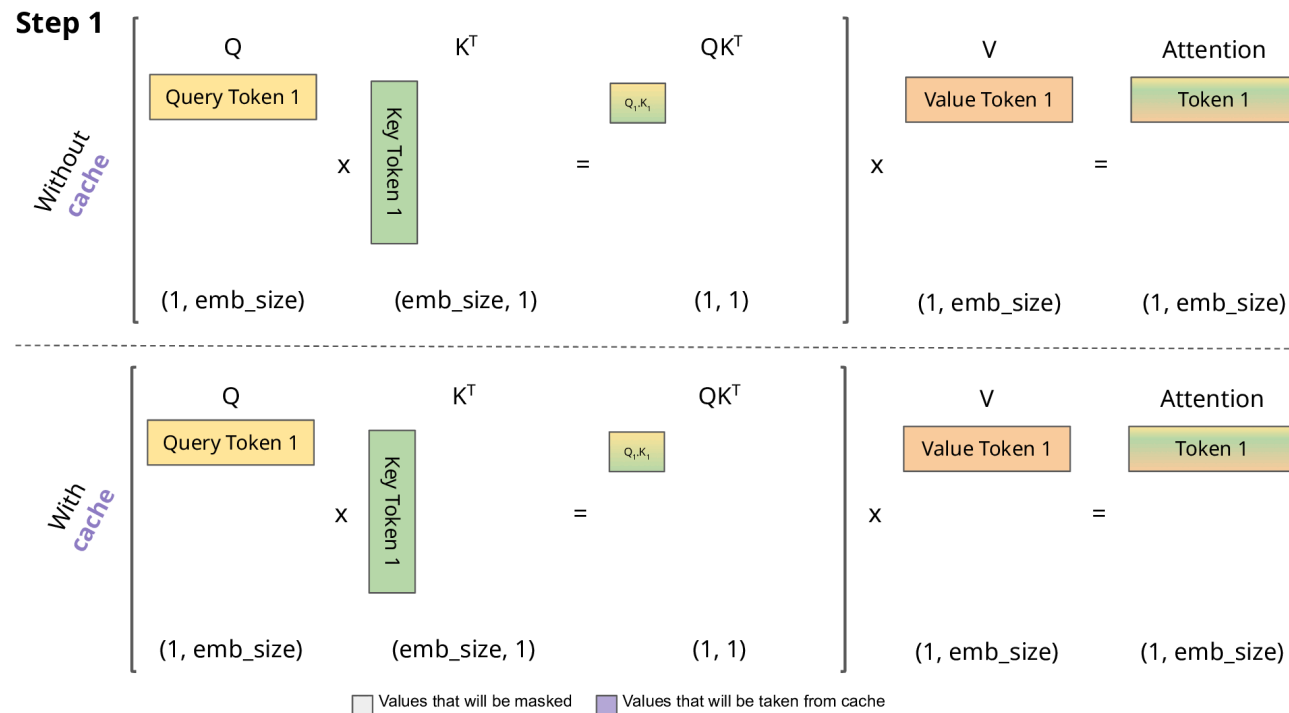 Step 1
Q
K^T
QK^T
V
Attention
Query Token 1
Key Token 1
Q1.K1
Value Token 1
Token 1
Without
cache
x
=
x
=
(1, emb_size)
(emb_size, 1)
(1, 1)
(1, emb_size)
(1, emb_size)
Q
K^T
QK^T
V
Attention
Query Token 1
Key Token 1
Q1.K1
Value Token 1
Token 1
With
cache
x
=
x
=
(1, emb_size)
(emb_size, 1)
(1, 1)
(1, emb_size)
(1, emb_size)
Values that will be masked
Values that will be taken from cache